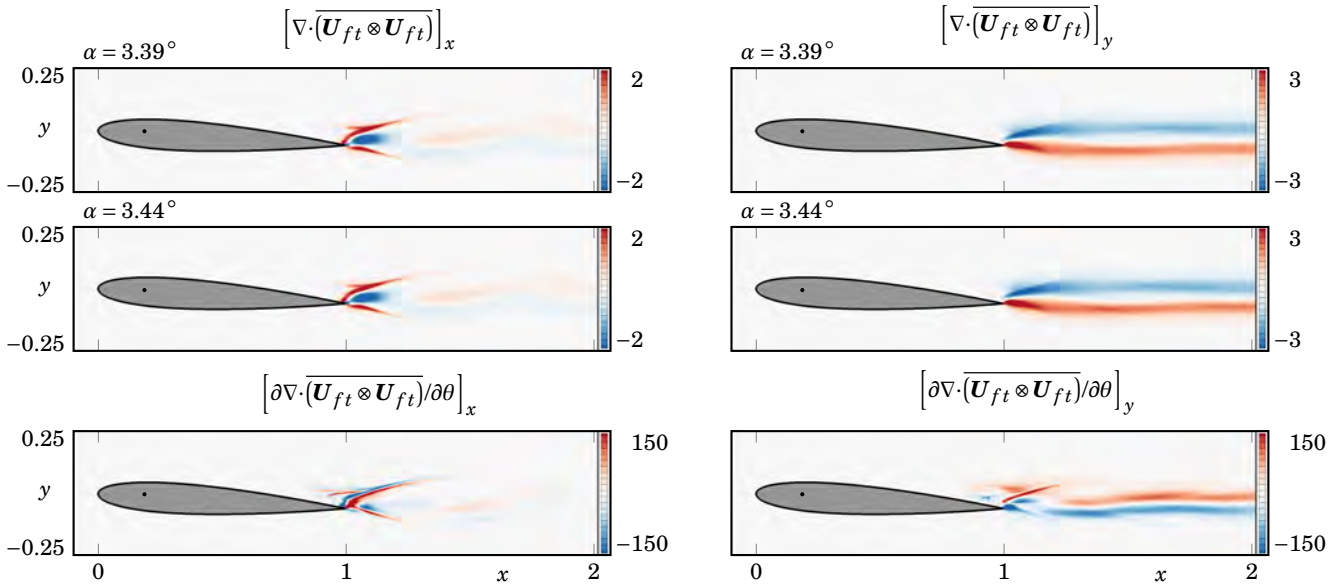 [∇·(U_ft ⊗ U_ft)]_x
α = 3.39°
0.25
y
−0.25
2
−2
[∇·(U_ft ⊗ U_ft)]_y
α = 3.39°
3
−3
α = 3.44°
0.25
y
−0.25
2
−2
α = 3.44°
3
−3
[∂∇·(U_ft ⊗ U_ft)/∂θ]_x
0.25
y
−0.25
150
−150
0
1
x
2
[∂∇·(U_ft ⊗ U_ft)/∂θ]_y
150
−150
0
1
x
2